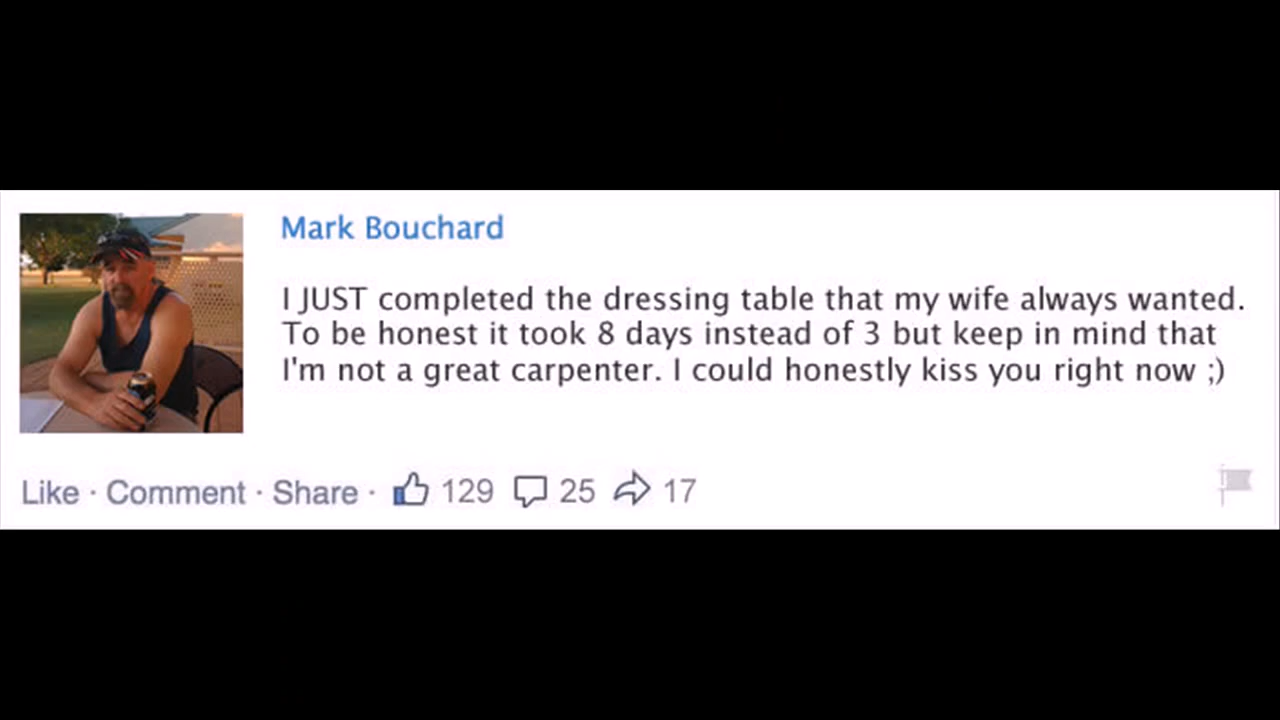 Mark Bouchard
I JUST completed the dressing table that my wife always wanted.
To be honest it took 8 days instead of 3 but keep in mind that
I'm not a great carpenter. I could honestly kiss you right now ;)
Like · Comment · Share · 129 25 17